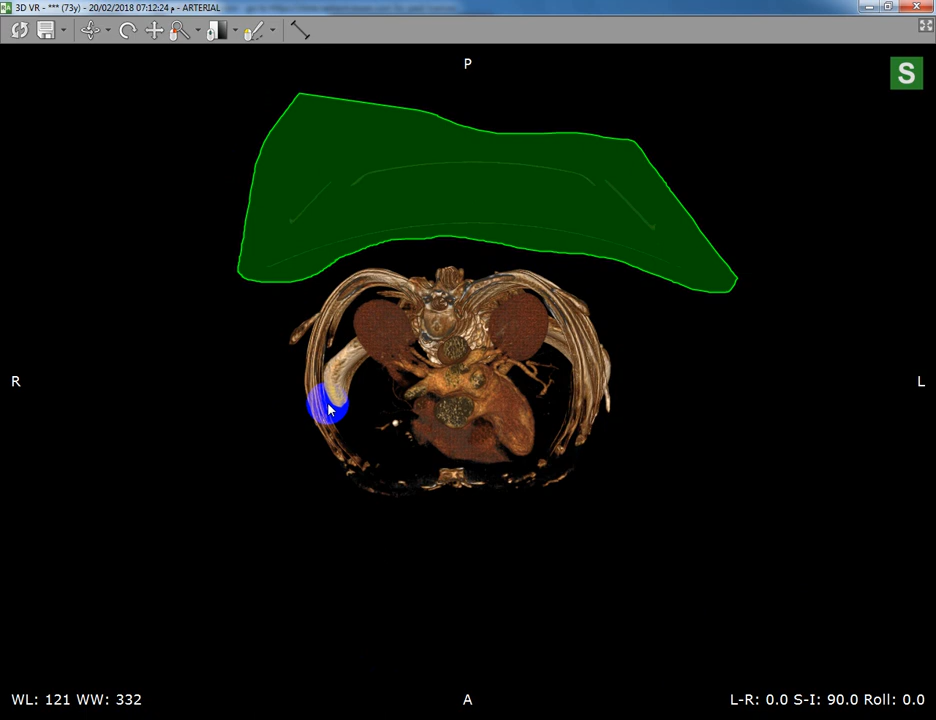 3D VR - *** (73y) - 20/02/2018 07:12:24 م - ARTERIAL
P
S
R
L
WL: 121 WW: 332
A
L-R: 0.0 S-I: 90.0 Roll: 0.0